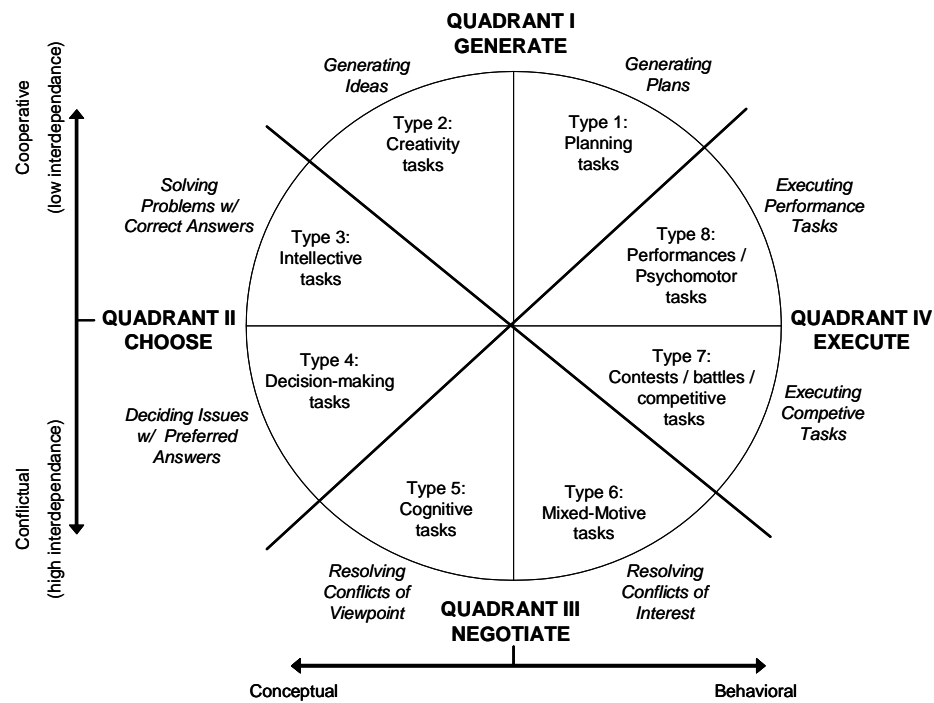 QUADRANT I
GENERATE
Generating
Ideas
Generating
Plans
Cooperative
(low interdependance)
Type 2:
Creativity
tasks
Type 1:
Planning
tasks
Solving
Problems w/
Correct Answers
Executing
Performance
Tasks
Type 3:
Intellective
tasks
Type 8:
Performances /
Psychomotor
tasks
QUADRANT II
CHOOSE
QUADRANT IV
EXECUTE
Type 4:
Decision-making
tasks
Type 7:
Contests / battles /
competitive
tasks
Deciding Issues
w/ Preferred
Answers
Executing
Competive
Tasks
Conflictual
(high interdependance)
Type 5:
Cognitive
tasks
Type 6:
Mixed-Motive
tasks
Resolving
Conflicts of
Viewpoint
Resolving
Conflicts of
Interest
QUADRANT III
NEGOTIATE
Conceptual
Behavioral